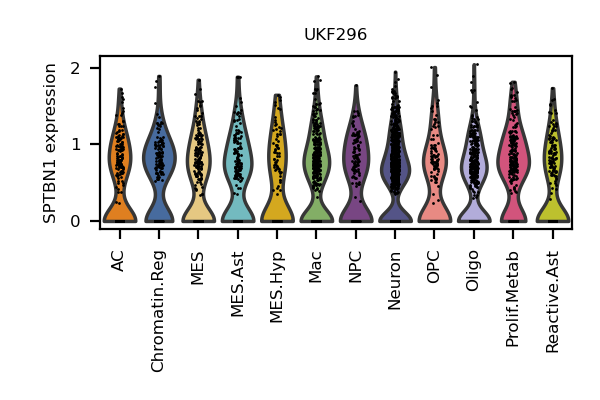 UKF296
SPTBN1 expression
2
1
0
AC
Chromatin.Reg
MES
MES.Ast
MES.Hyp
Mac
NPC
Neuron
OPC
Oligo
Prolif.Metab
Reactive.Ast